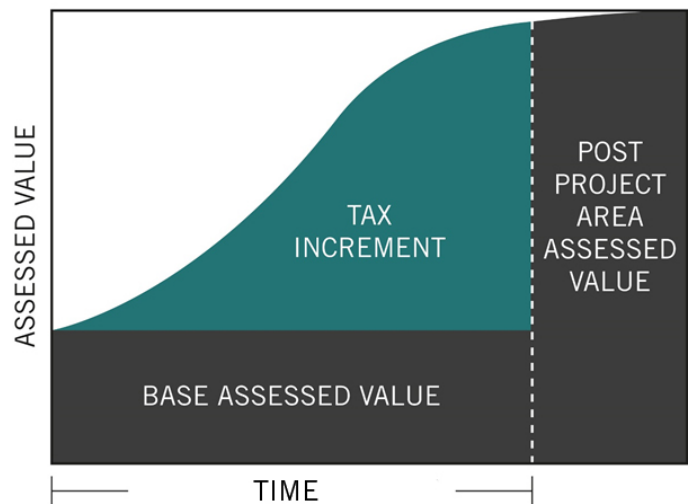 ASSESSED VALUE
TAX
INCREMENT
POST
PROJECT
AREA
ASSESSED
VALUE
BASE ASSESSED VALUE
TIME